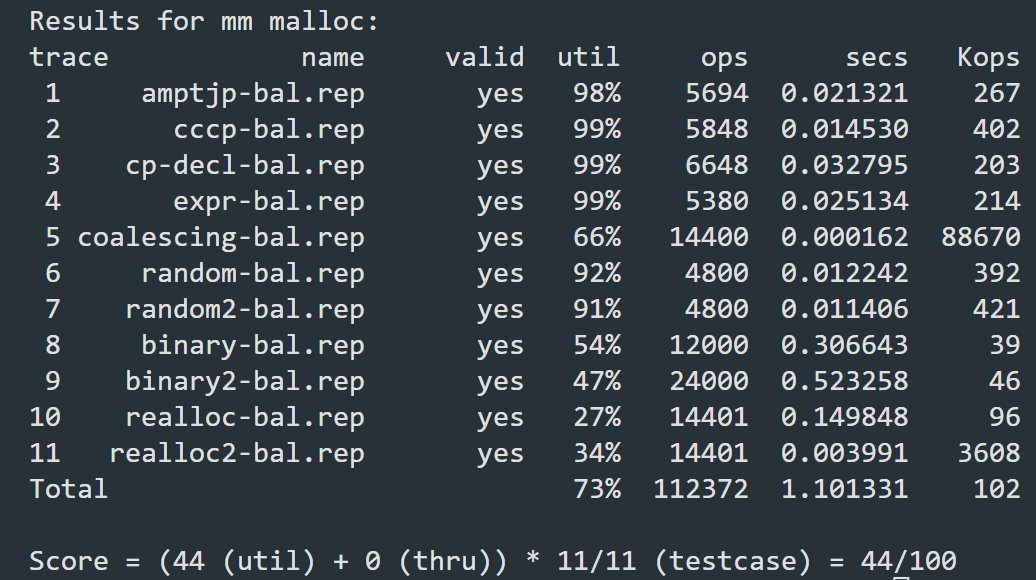 Results for mm malloc:
trace name valid util ops secs Kops
1 amptjp-bal.rep yes 98% 5694 0.021321 267
2 cccp-bal.rep yes 99% 5848 0.014530 402
3 cp-decl-bal.rep yes 99% 6648 0.032795 203
4 expr-bal.rep yes 99% 5380 0.025134 214
5 coalescing-bal.rep yes 66% 14400 0.000162 88670
6 random-bal.rep yes 92% 4800 0.012242 392
7 random2-bal.rep yes 91% 4800 0.011406 421
8 binary-bal.rep yes 54% 12000 0.306643 39
9 binary2-bal.rep yes 47% 24000 0.523258 46
10 realloc-bal.rep yes 27% 14401 0.149848 96
11 realloc2-bal.rep yes 34% 14401 0.003991 3608
Total 73% 112372 1.101331 102
Score = (44 (util) + 0 (thru)) * 11/11 (testcase) = 44/100